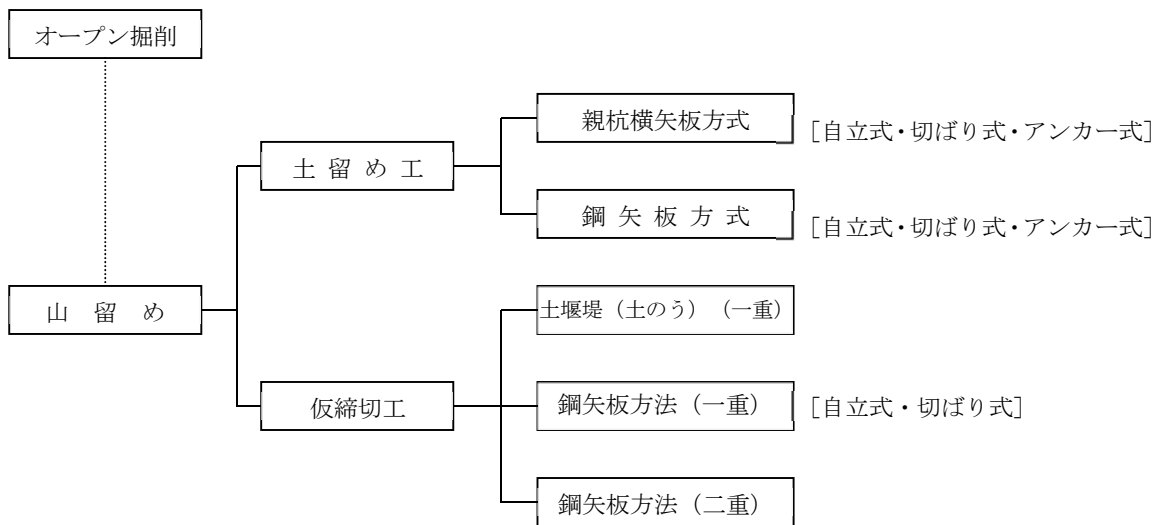 オープン掘削
親杭横矢板方式
[自立式・切ばり式・アンカー式]
土留め工
鋼矢板方式
[自立式・切ばり式・アンカー式]
山留め
土堰堤（土のう）（一重）
仮締切工
鋼矢板方法（一重）
[自立式・切ばり式]
鋼矢板方法（二重）